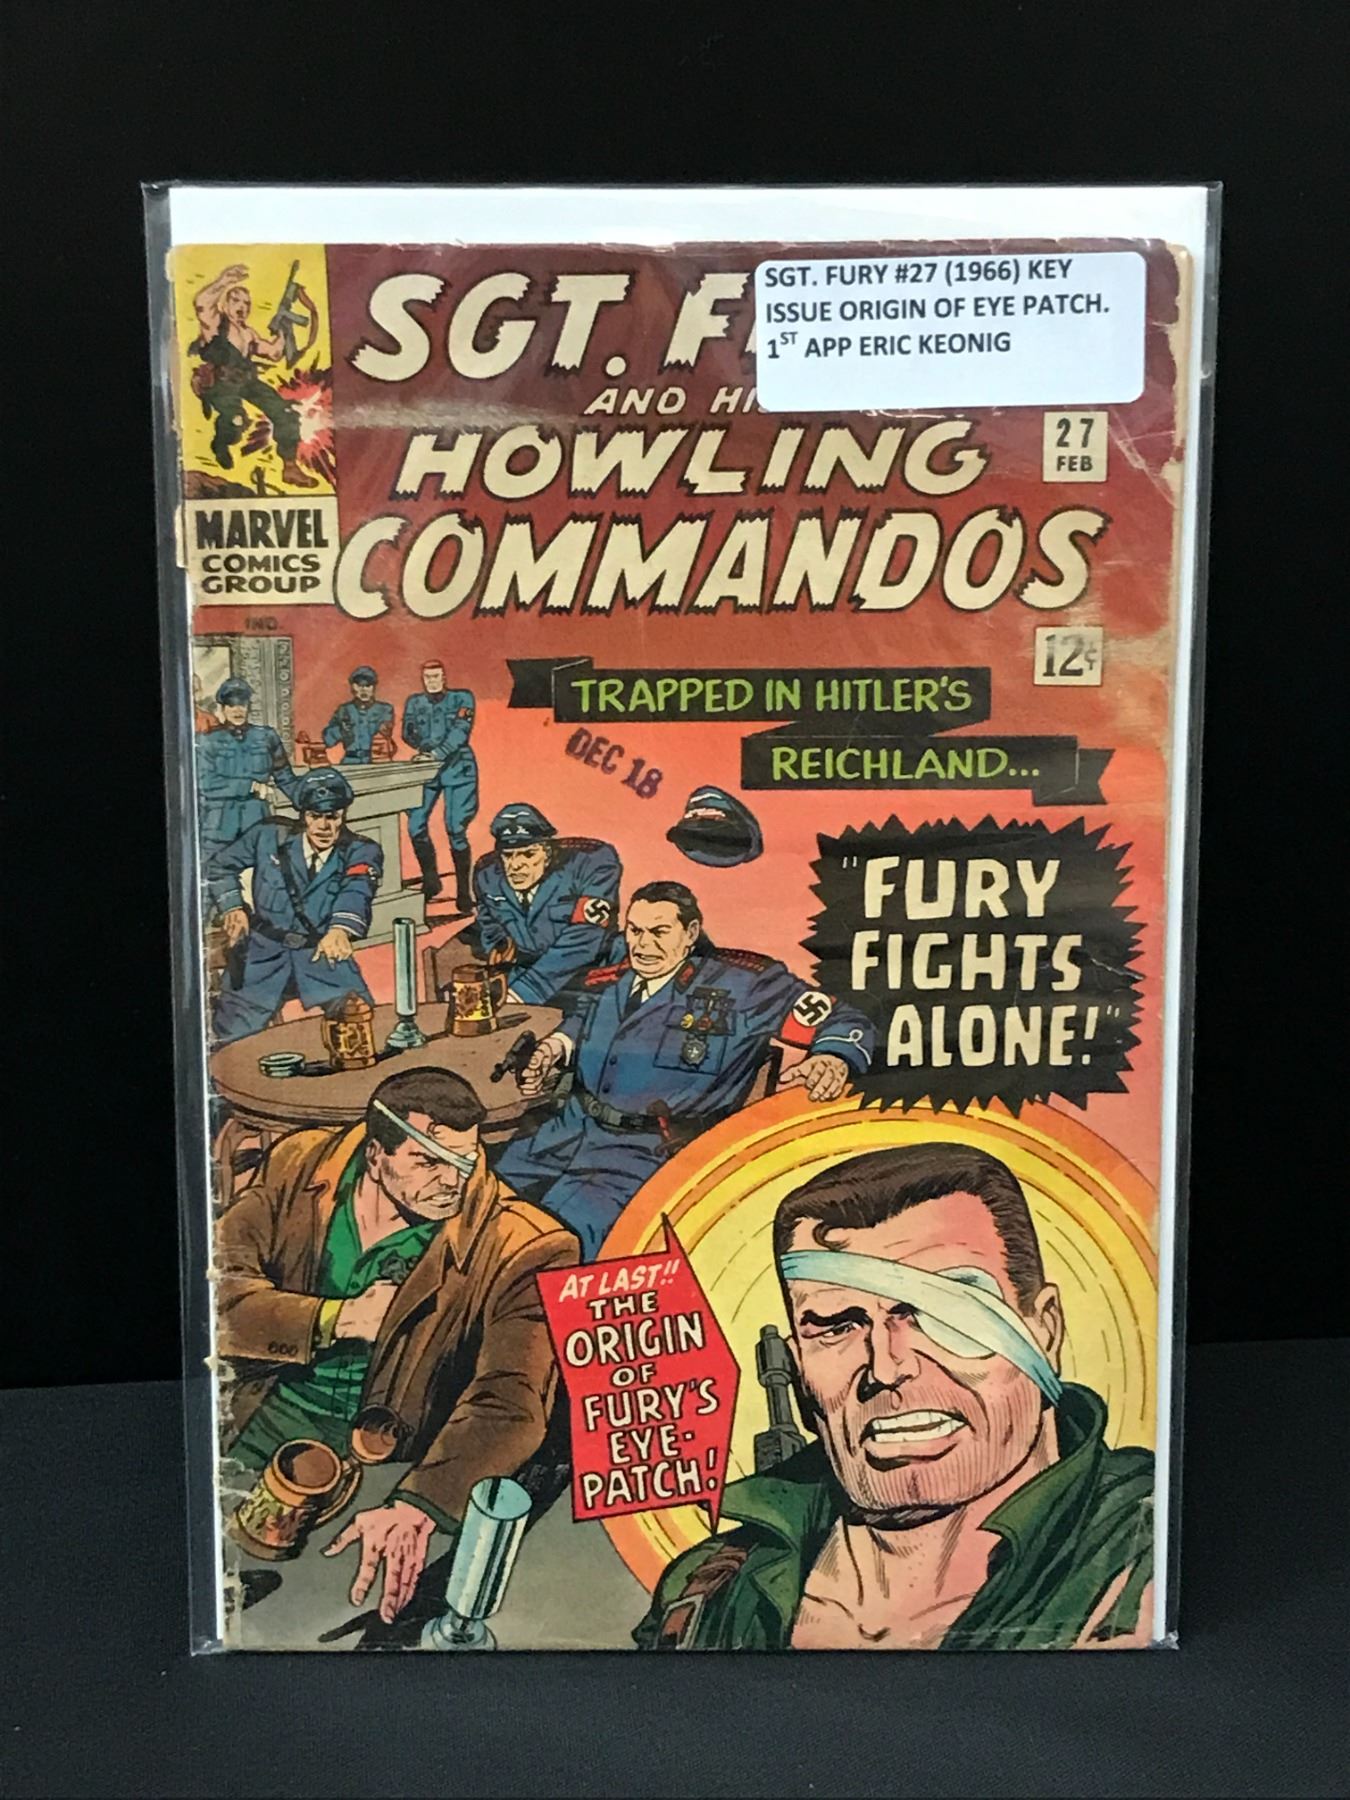 SGT. FURY #27 (1966) KEY
ISSUE ORIGIN OF EYE PATCH.
1ST APP ERIC KEONIG
SGT.
AND
HOWLING
COMMANDOS
27
FEB
MARVEL
COMICS
GROUP
IND.
12¢
TRAPPED IN HITLER'S
REICHLAND...
DEC 18
"FURY
FIGHTS
ALONE!"
AT LAST!!
THE
ORIGIN
OF
FURY'S
EYE-
PATCH!